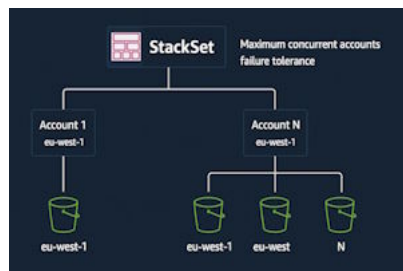 StackSet
Maximum concurrent accounts
failure tolerance
Account 1
eu-west-1
Account N
eu-west-1
eu-west-1
eu-west-1
eu-west
N